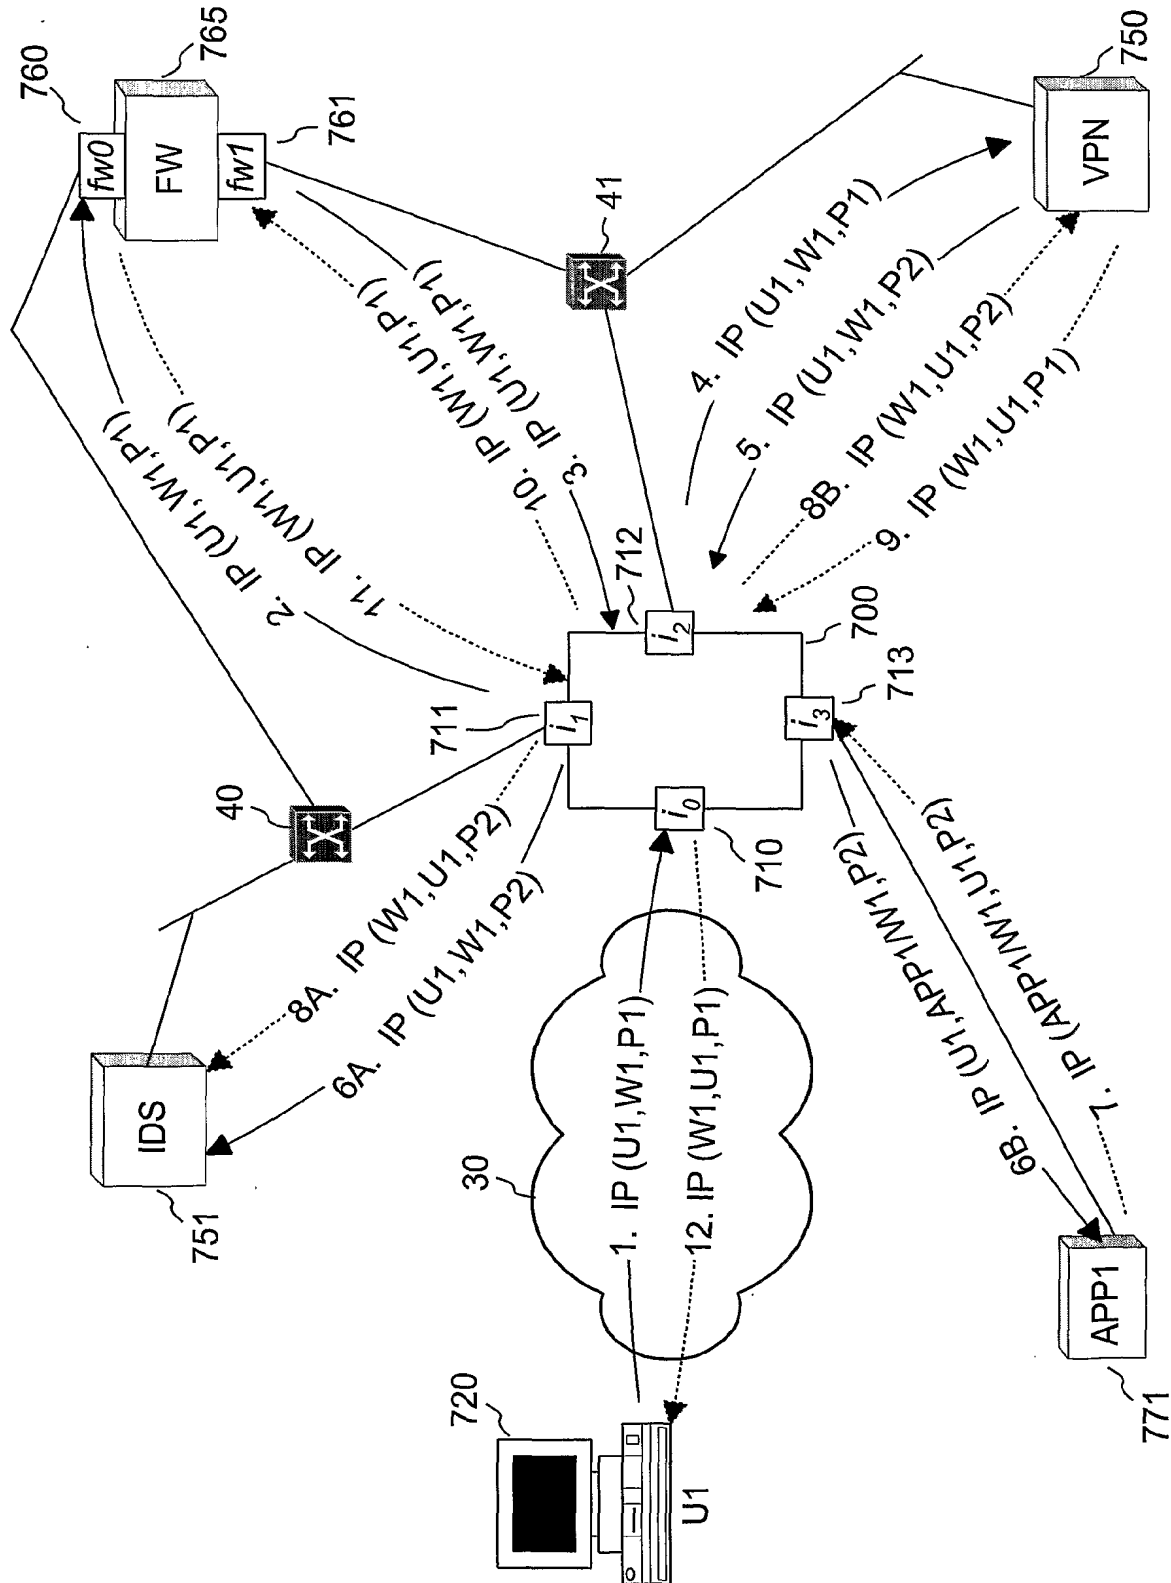 760
765
fw0
FW
fw1
761
2. IP (U1,W1,P1)
11. IP (W1,U1,P1)
10. IP (W1,U1,P1)
3. IP (U1,W1,P1)
41
40
750
VPN
4. IP (U1,W1,P1)
5. IP (U1,W1,P2)
8B. IP (W1,U1,P2)
9. IP (W1,U1,P1)
711
i1
712
i2
700
713
i3
710
i0
IDS
751
8A. IP (W1,U1,P2)
6A. IP (U1,W1,P2)
30
1. IP (U1,W1,P1)
12. IP (W1,U1,P1)
6B. IP (U1,APP1/W1,P2)
7. IP (APP1/W1,U1,P2)
720
U1
APP1
771